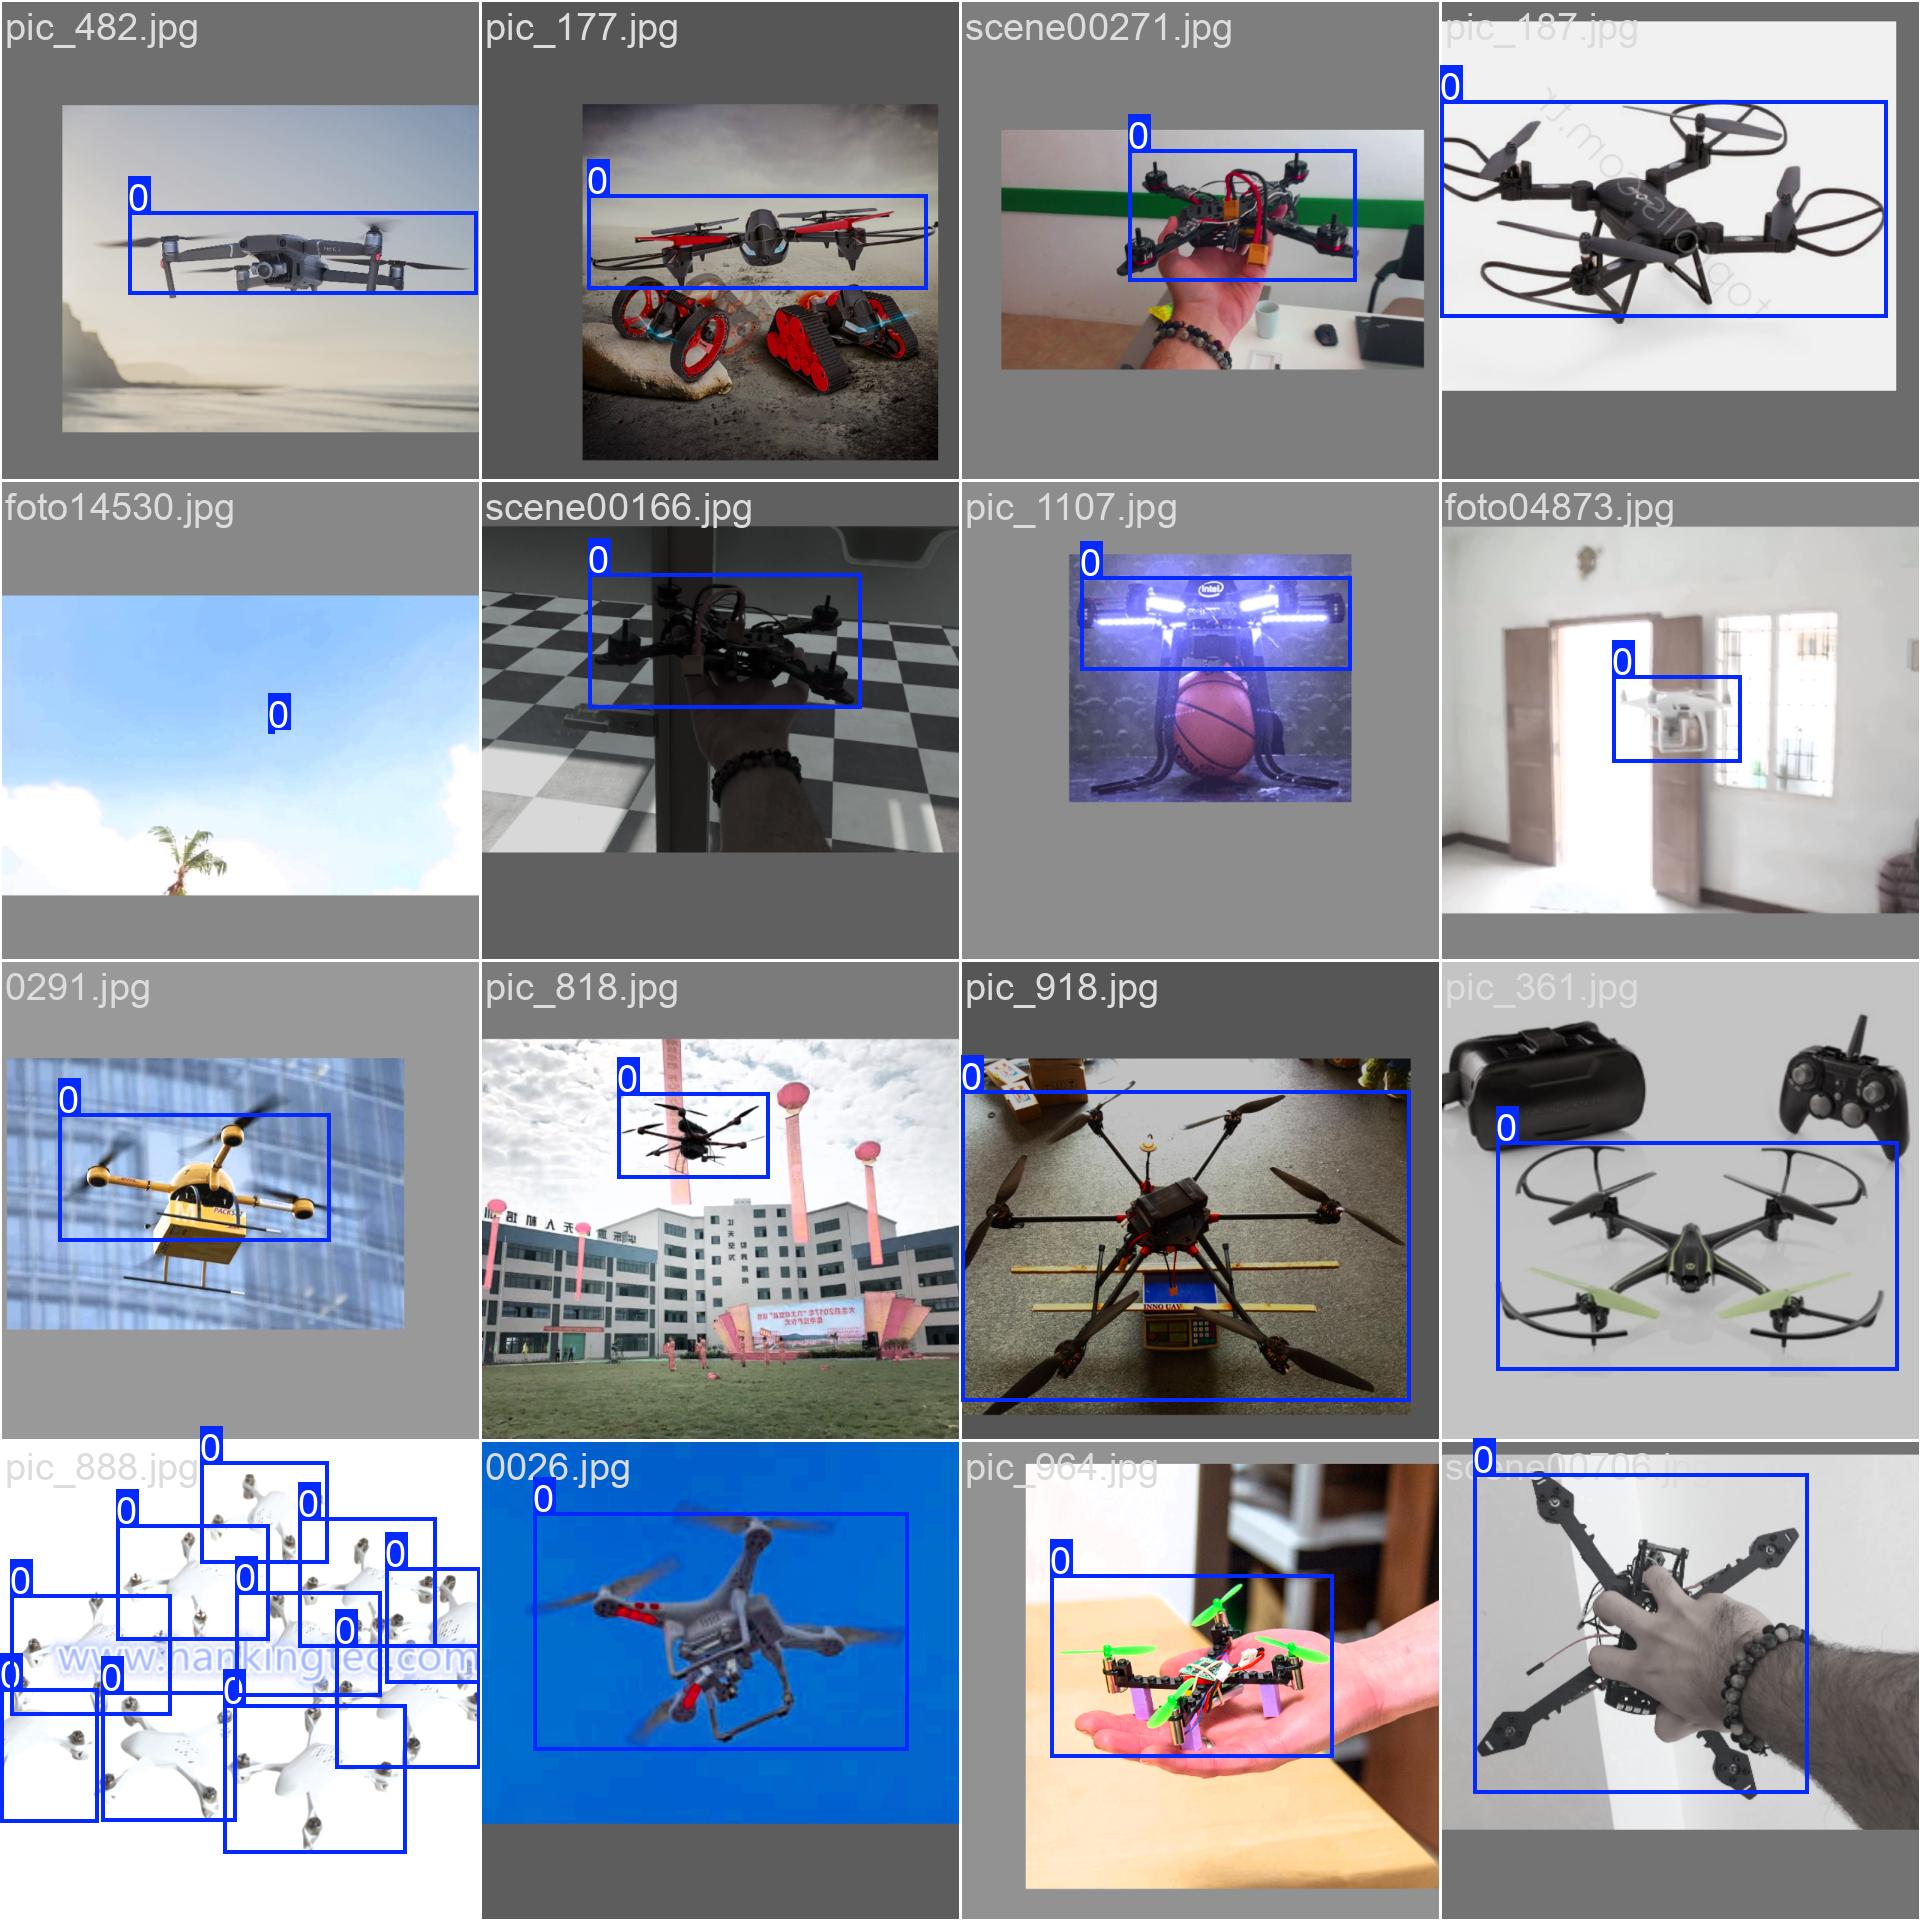 pic_482.jpg
pic_177.jpg
scene00271.jpg
pic_187.jpg
0
0
0
0
foto14530.jpg
scene00166.jpg
pic_1107.jpg
foto04873.jpg
0
0
0
0
intel
0291.jpg
pic_818.jpg
pic_918.jpg
pic_361.jpg
0
0
0
0
INNO UAV
pic_888.jpg
0026.jpg
pic_964.jpg
scene00706.jpg
0
0
0
0
0
0
0
0
0
0
0
0
0
www.hankingtec.com